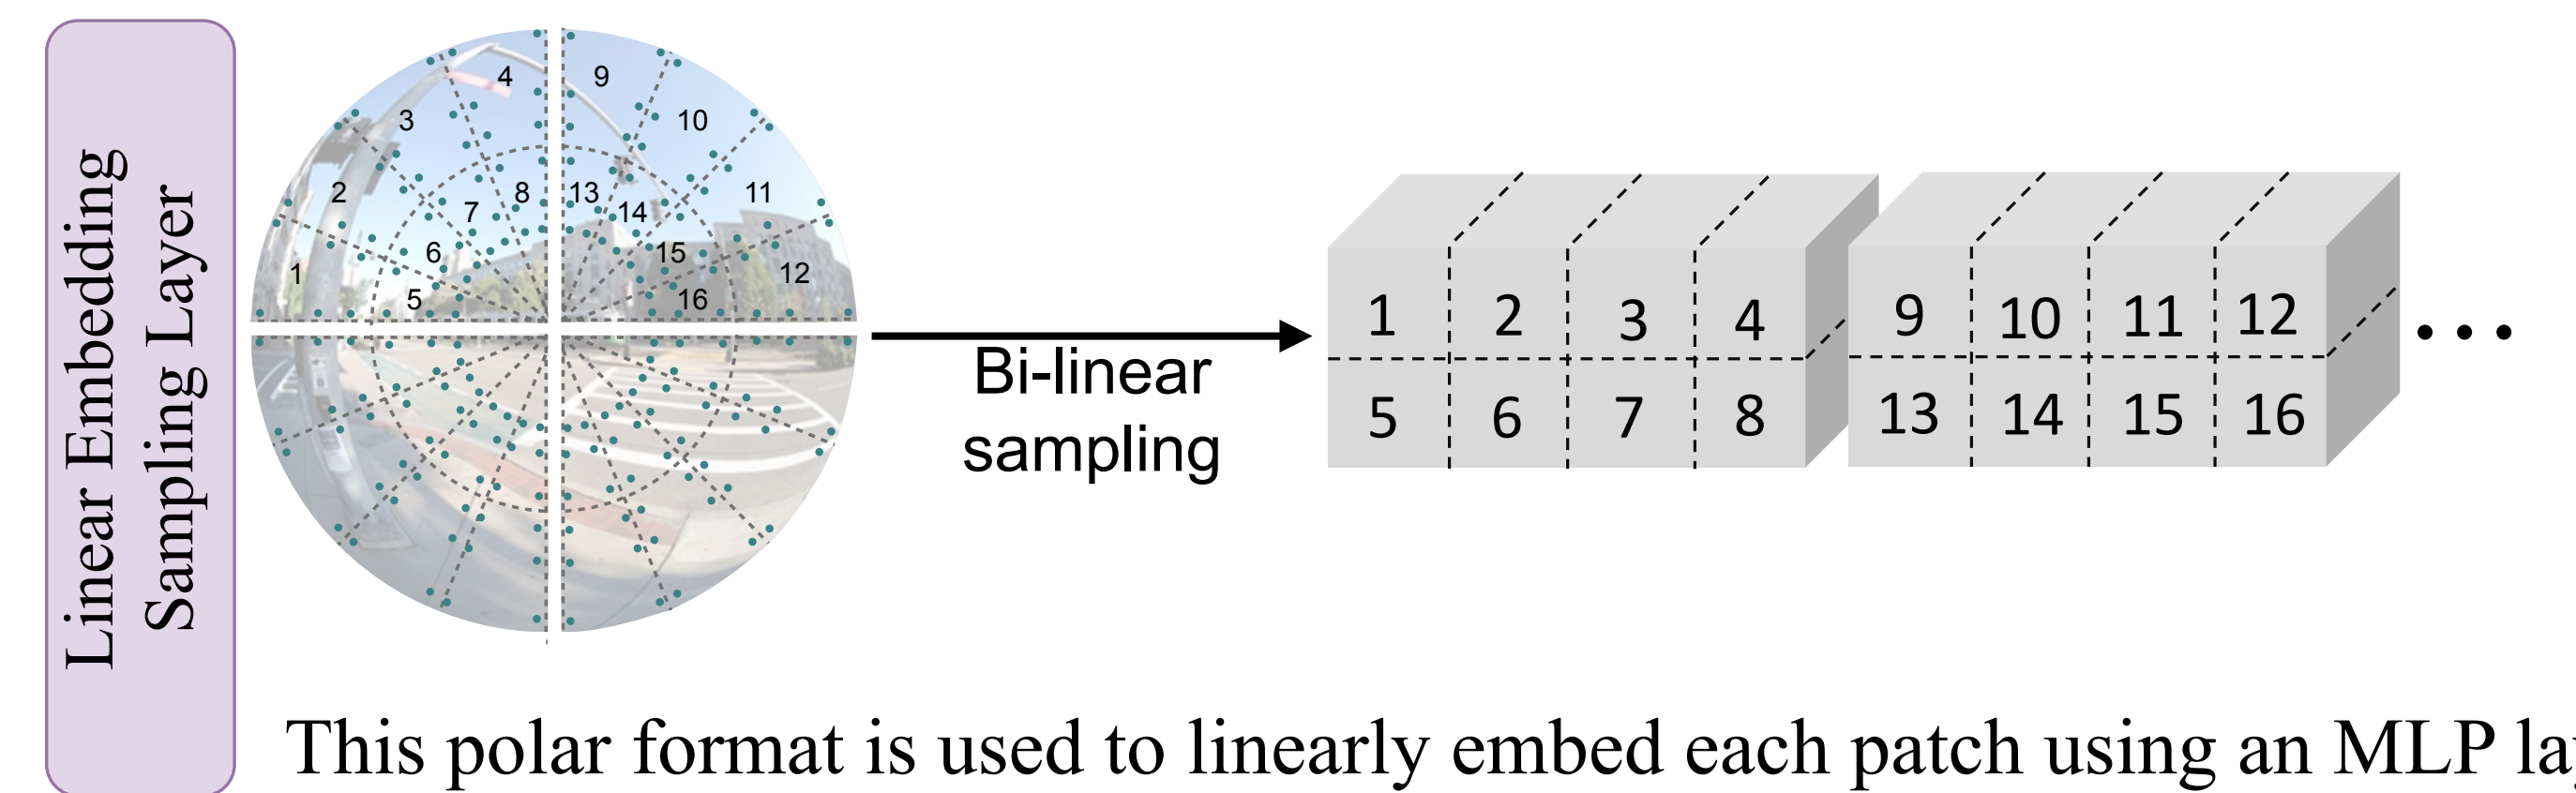 Linear Embedding
Sampling Layer
4 9
3 10
2 8 13 11
7 14
6 15
1 12
5 16
Bi-linear
sampling
1 2 3 4
5 6 7 8
9 10 11 12
13 14 15 16
...
This polar format is used to linearly embed each patch using an MLP la